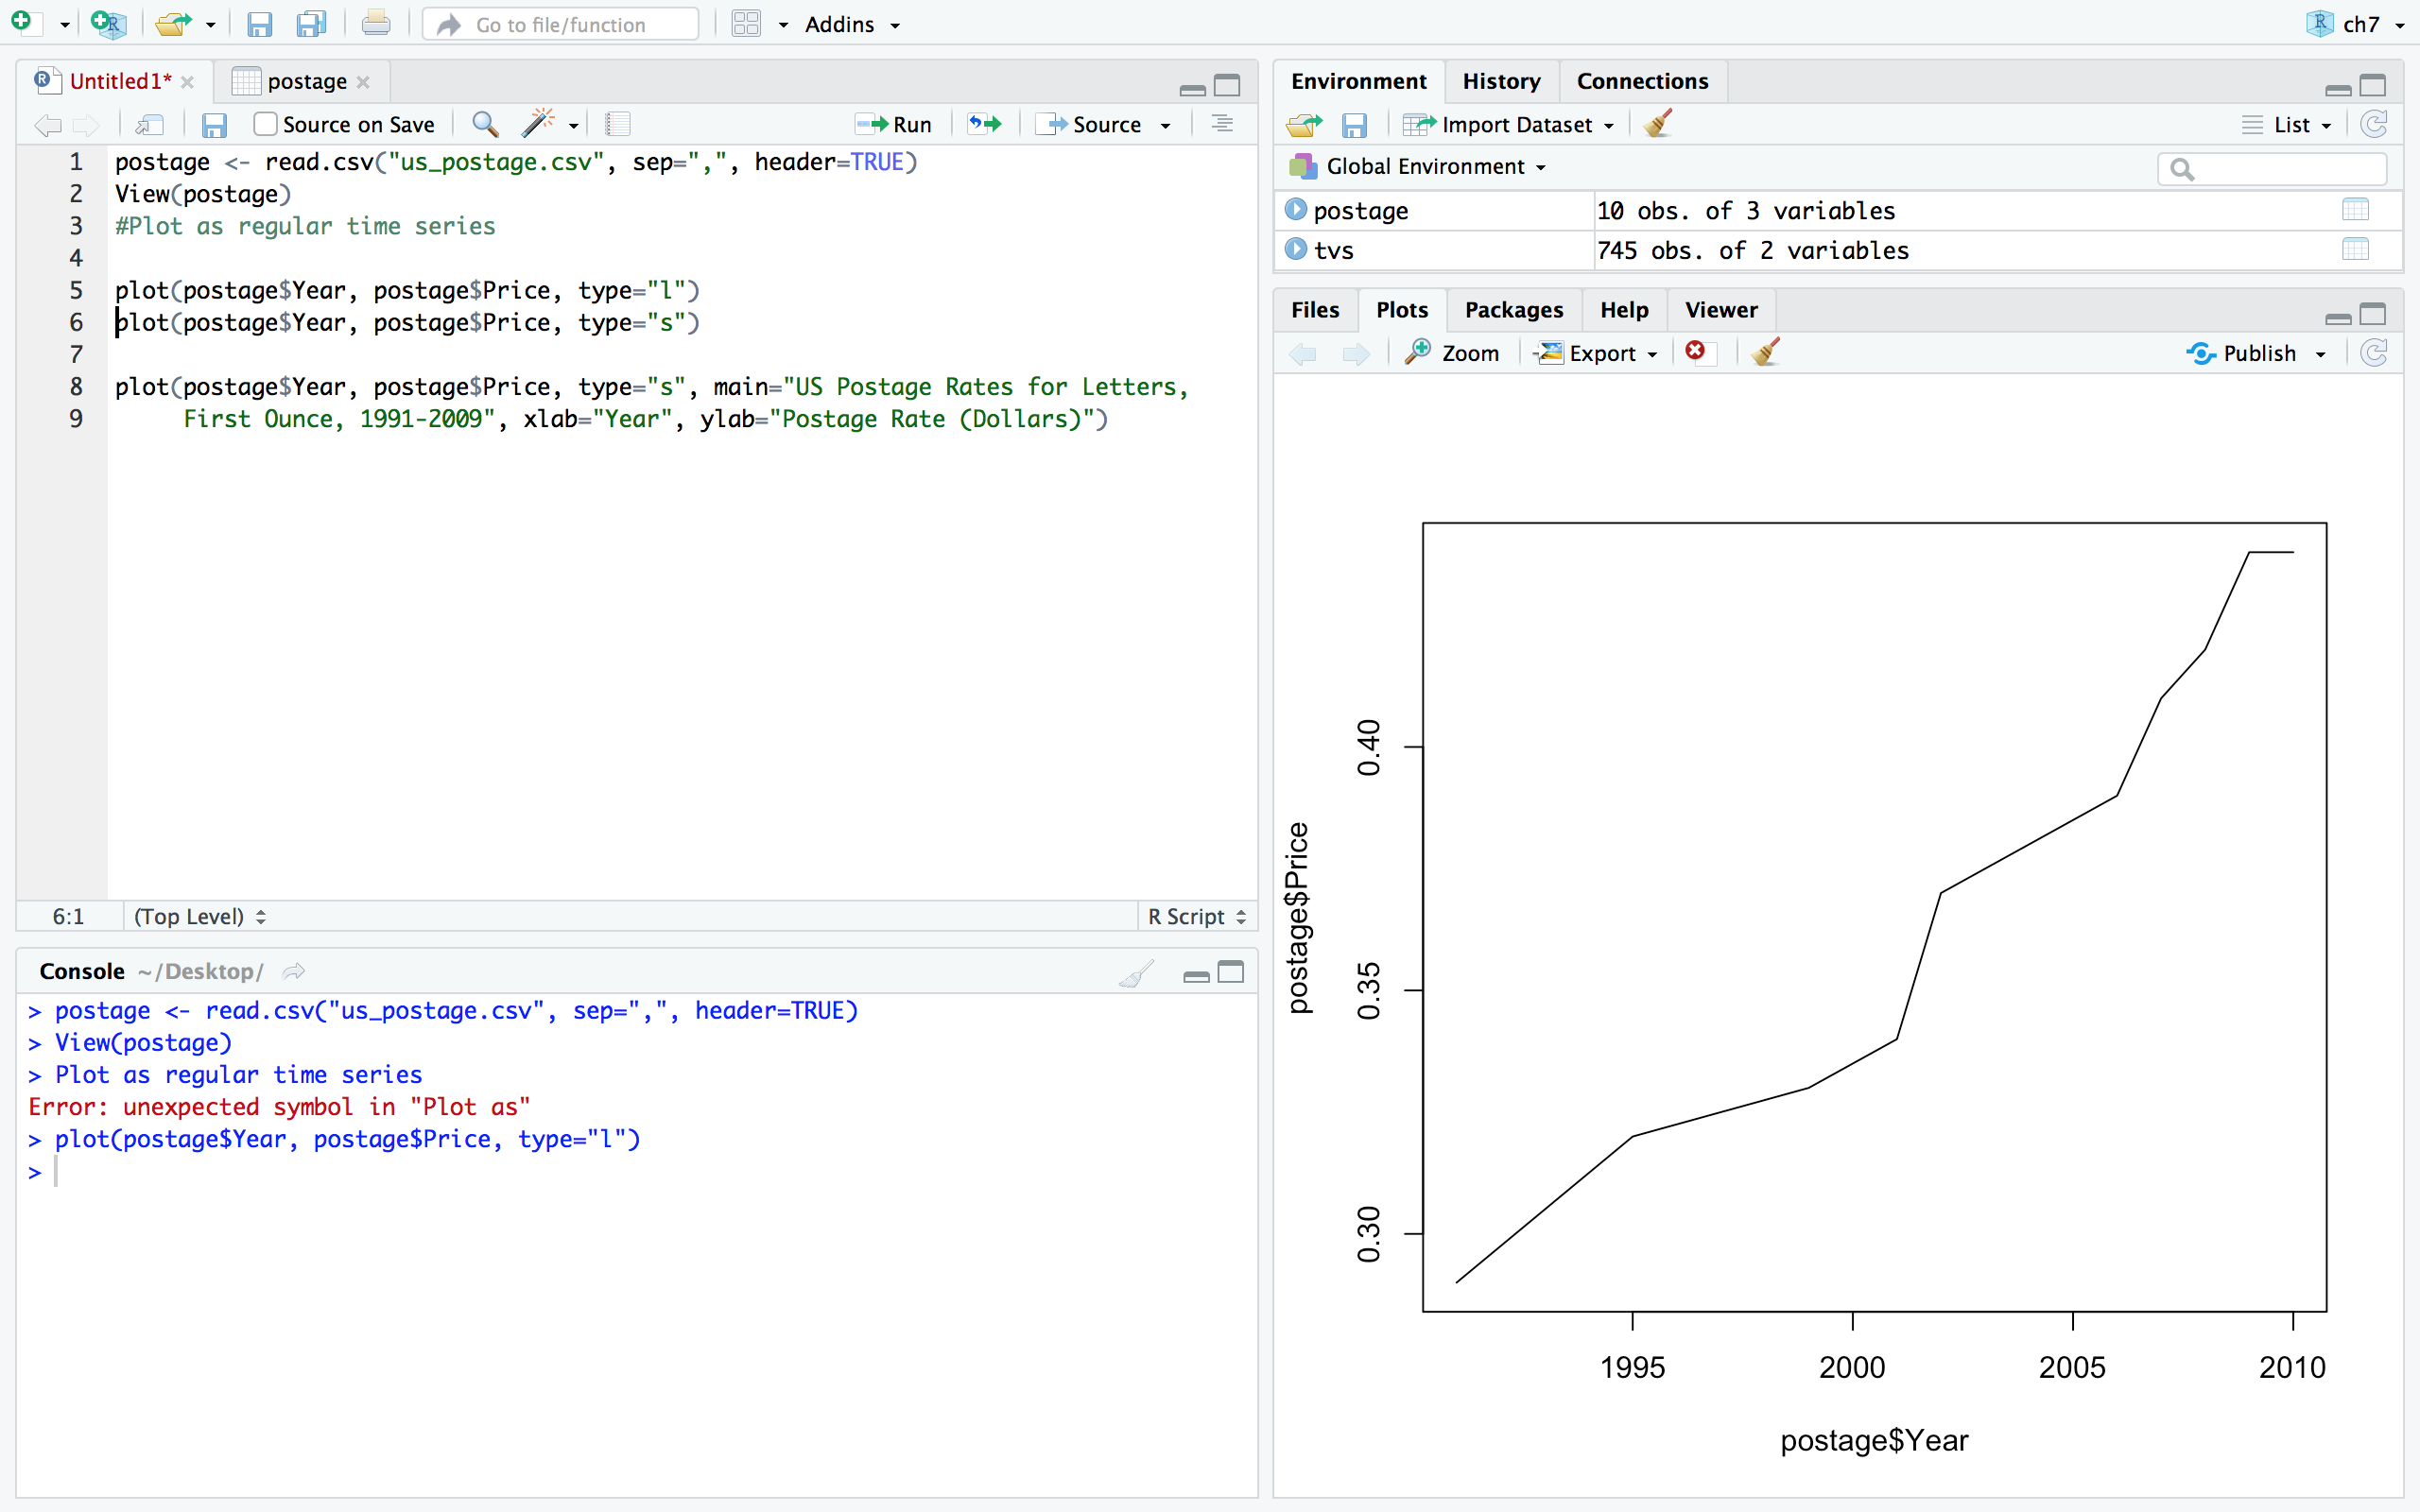 Go to file/function
Addins
ch7
Untitled1*
postage
Source on Save
Run
Source
1 postage <- read.csv("us_postage.csv", sep=",", header=TRUE)
2 View(postage)
3 #Plot as regular time series
4
5 plot(postage$Year, postage$Price, type="l")
6 plot(postage$Year, postage$Price, type="s")
7
8 plot(postage$Year, postage$Price, type="s", main="US Postage Rates for Letters,
9 First Ounce, 1991-2009", xlab="Year", ylab="Postage Rate (Dollars)")
6:1 (Top Level) R Script
Console ~/Desktop/
> postage <- read.csv("us_postage.csv", sep=",", header=TRUE)
> View(postage)
> Plot as regular time series
Error: unexpected symbol in "Plot as"
> plot(postage$Year, postage$Price, type="l")
>
Environment History Connections
Import Dataset List
Global Environment
postage 10 obs. of 3 variables
tvs 745 obs. of 2 variables
Files Plots Packages Help Viewer
Zoom Export Publish
postage$Price
0.40
0.35
0.30
1995 2000 2005 2010
postage$Year